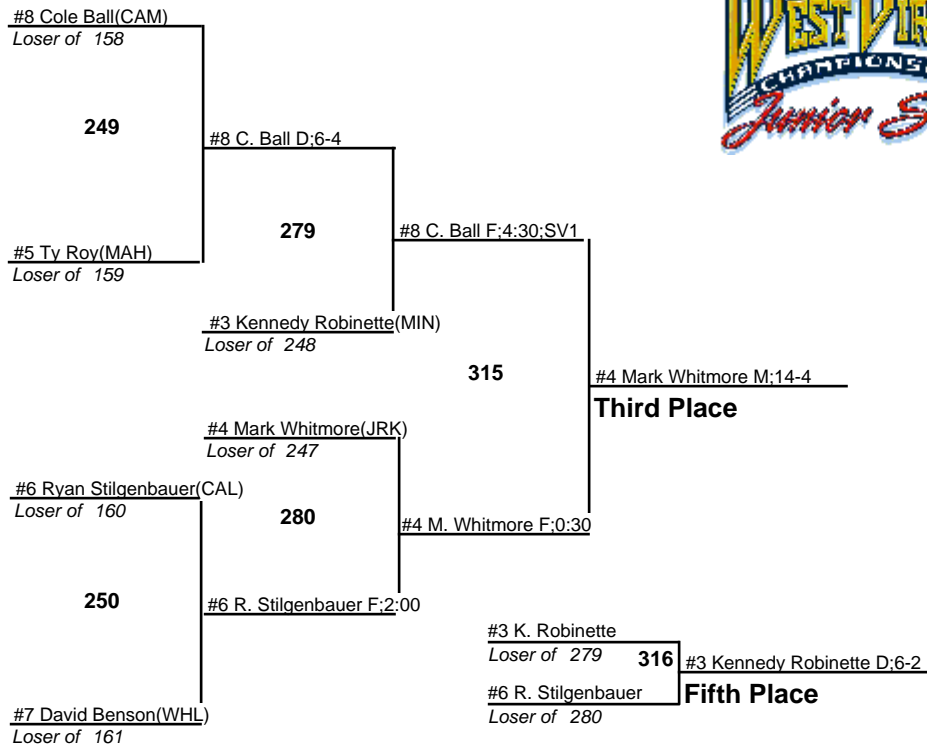 #8 Cole Ball(CAM)
Loser of 158
249
#8 C. Ball D;6-4
#5 Ty Roy(MAH)
Loser of 159
279
#8 C. Ball F;4:30;SV1
#3 Kennedy Robinette(MIN)
Loser of 248
315
#4 Mark Whitmore M;14-4
Third Place
#4 Mark Whitmore(JRK)
Loser of 247
#6 Ryan Stilgenbauer(CAL)
Loser of 160
280
#4 M. Whitmore F;0:30
250
#6 R. Stilgenbauer F;2:00
#7 David Benson(WHL)
Loser of 161
#3 K. Robinette
Loser of 279
316
#3 Kennedy Robinette D;6-2
Fifth Place
#6 R. Stilgenbauer
Loser of 280
WEST VIR
CHAMPIONS
Junior S